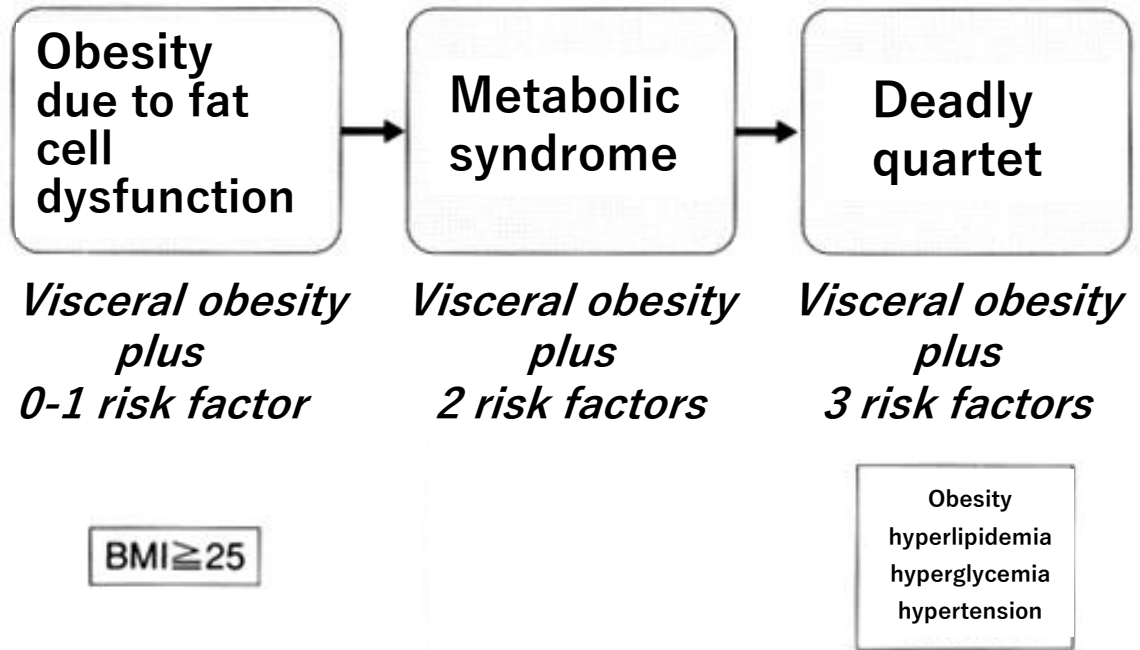 Obesity
due to fat
cell
dysfunction
Metabolic
syndrome
Deadly
quartet
Visceral obesity
plus
0-1 risk factor
Visceral obesity
plus
2 risk factors
Visceral obesity
plus
3 risk factors
BMI≧25
Obesity
hyperlipidemia
hyperglycemia
hypertension